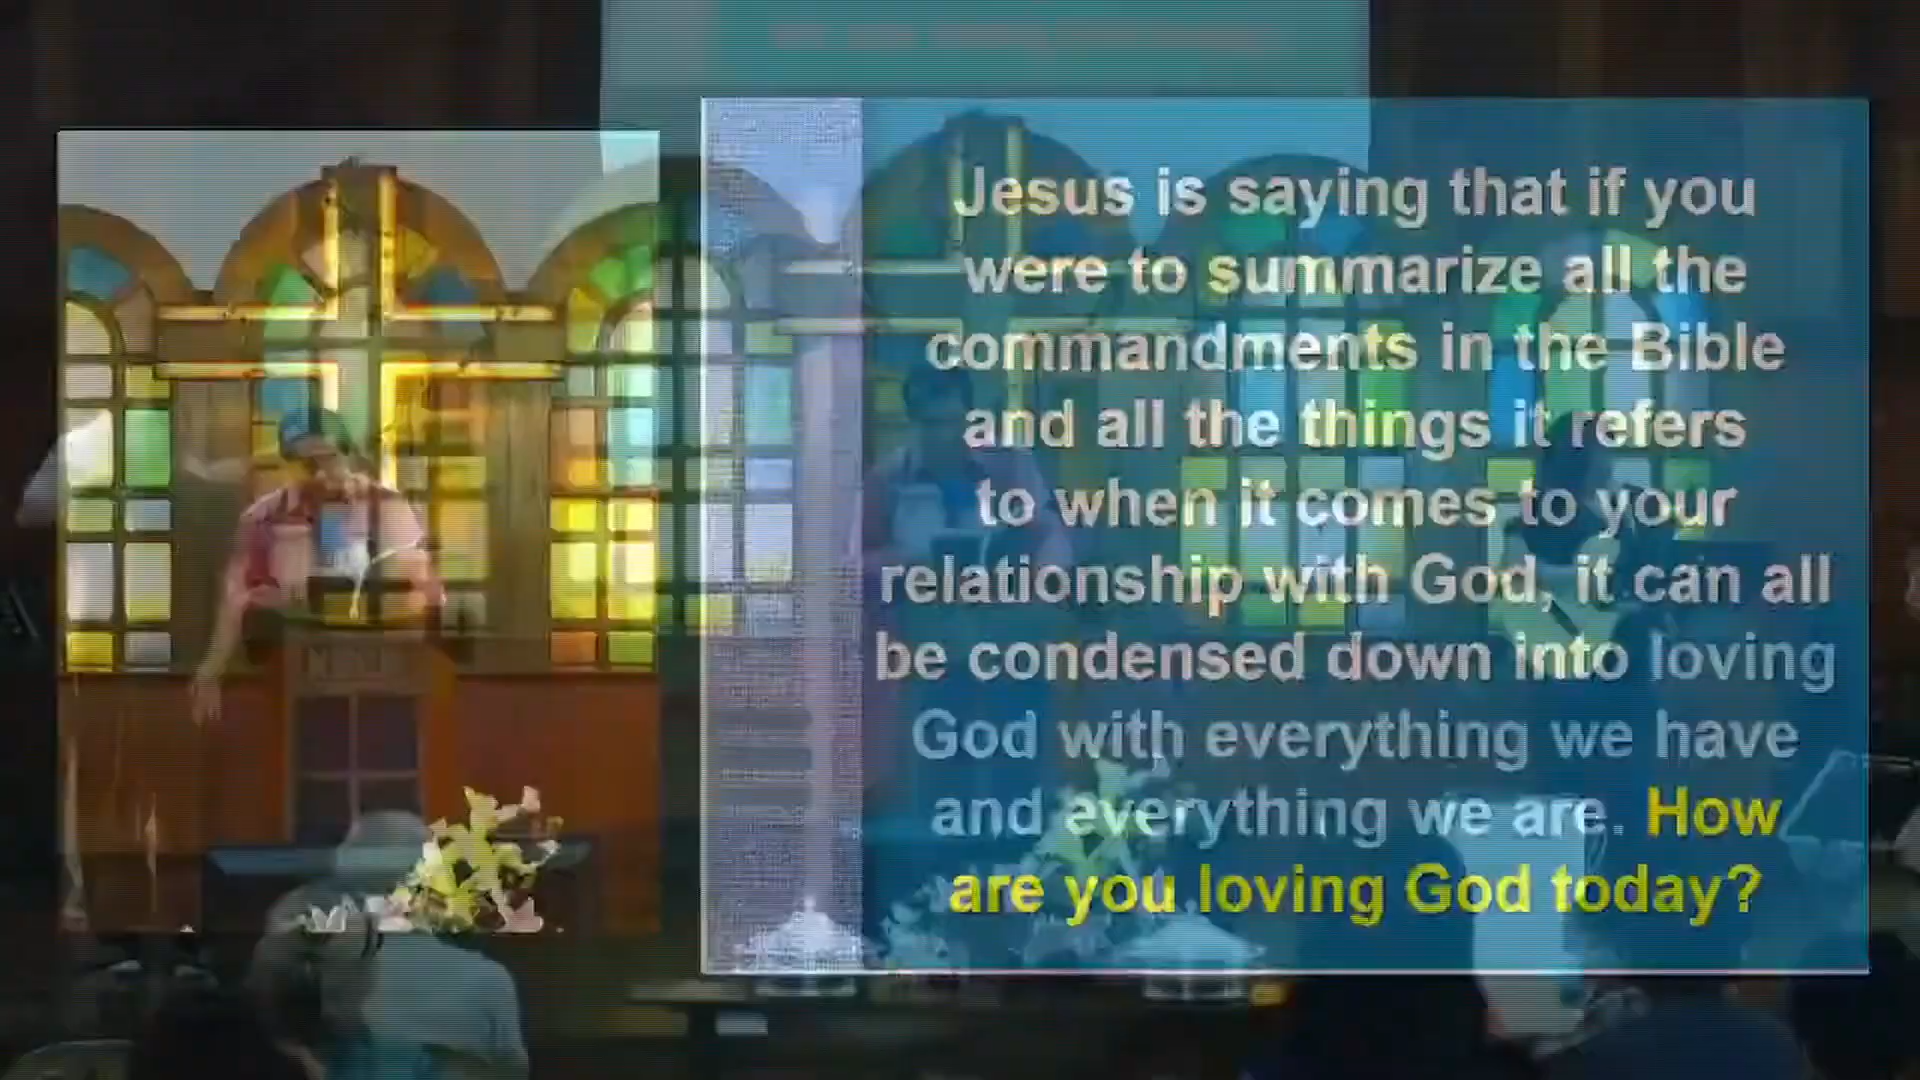 Jesus is saying that if you
were to summarize all the
commandments in the Bible
and all the things it refers
to when it comes to your
relationship with God, it can all
be condensed down into loving
God with everything we have
and everything we are. How
are you loving God today?